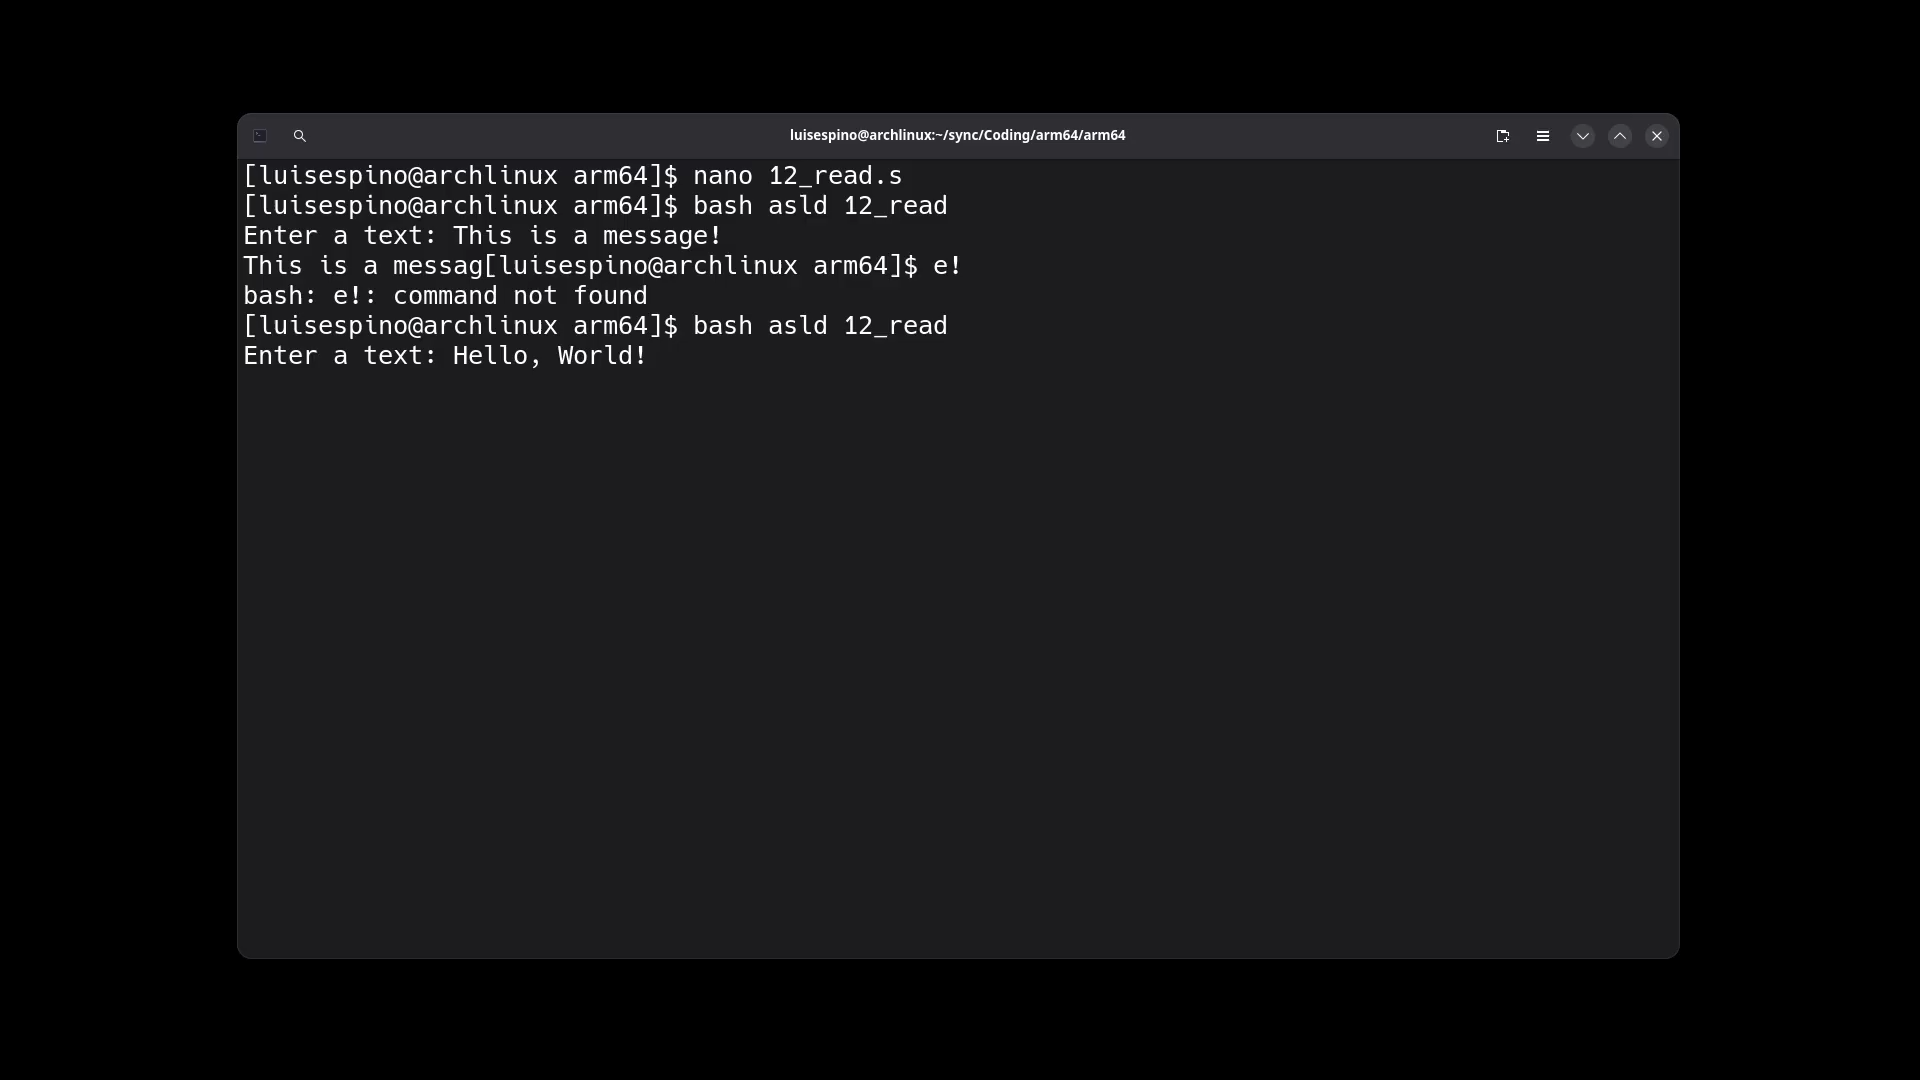 luisespino@archlinux:~/sync/Coding/arm64/arm64
[luisespino@archlinux arm64]$ nano 12_read.s
[luisespino@archlinux arm64]$ bash asld 12_read
Enter a text: This is a message!
This is a messag[luisespino@archlinux arm64]$ e!
bash: e!: command not found
[luisespino@archlinux arm64]$ bash asld 12_read
Enter a text: Hello, World!